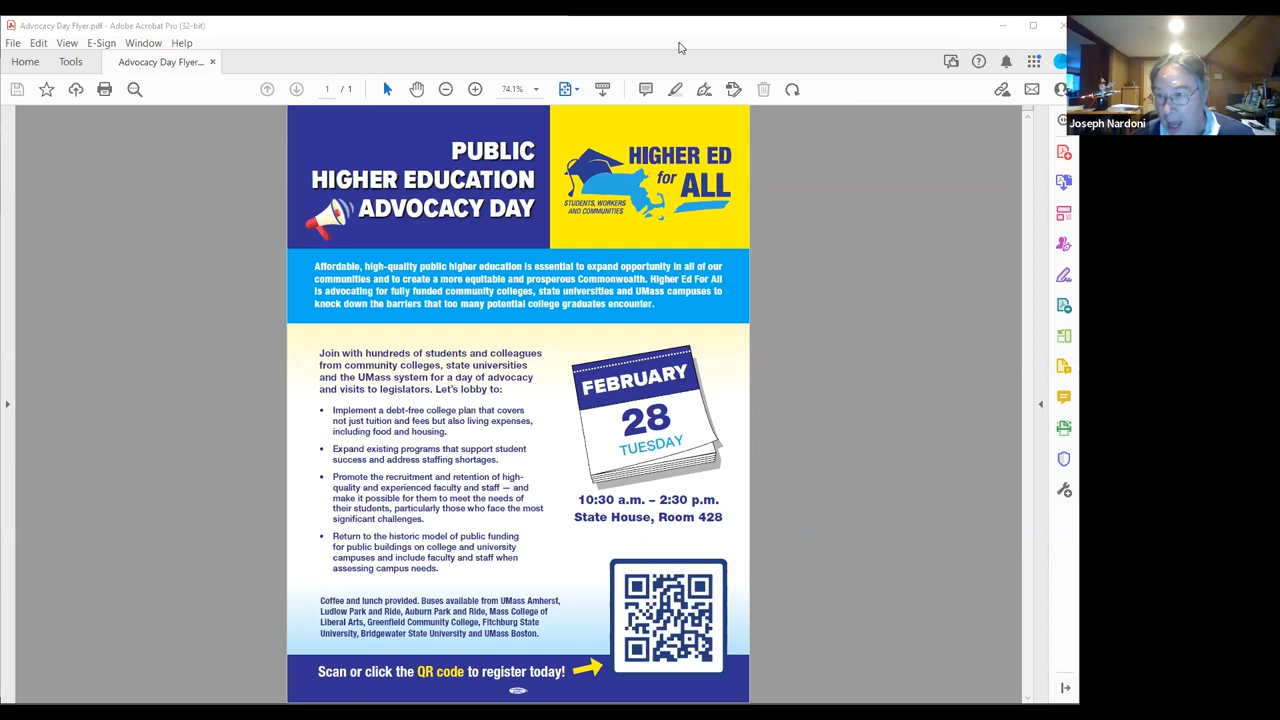 Advocacy Day Flyer.pdf - Adobe Acrobat Pro (32-bit)
File Edit View E-Sign Window Help
Home Tools Advocacy Day Flyer... ×
1 / 1 74.1%
Joseph Nardoni
PUBLIC
HIGHER EDUCATION
ADVOCACY DAY
HIGHER ED
for ALL
STUDENTS, WORKERS
AND COMMUNITIES
Affordable, high-quality public higher education is essential to expand opportunity in all of our
communities and to create a more equitable and prosperous Commonwealth. Higher Ed For All
is advocating for fully funded community colleges, state universities and UMass campuses to
knock down the barriers that too many potential college graduates encounter.
Join with hundreds of students and colleagues
from community colleges, state universities
and the UMass system for a day of advocacy
and visits to legislators. Let's lobby to:
• Implement a debt-free college plan that covers
not just tuition and fees but also living expenses,
including food and housing.
• Expand existing programs that support student
success and address staffing shortages.
• Promote the recruitment and retention of high-
quality and experienced faculty and staff — and
make it possible for them to meet the needs of
their students, particularly those who face the most
significant challenges.
• Return to the historic model of public funding
for public buildings on college and university
campuses and include faculty and staff when
assessing campus needs.
FEBRUARY
28
TUESDAY
10:30 a.m. – 2:30 p.m.
State House, Room 428
Coffee and lunch provided. Buses available from UMass Amherst,
Ludlow Park and Ride, Auburn Park and Ride, Mass College of
Liberal Arts, Greenfield Community College, Fitchburg State
University, Bridgewater State University and UMass Boston.
Scan or click the QR code to register today!